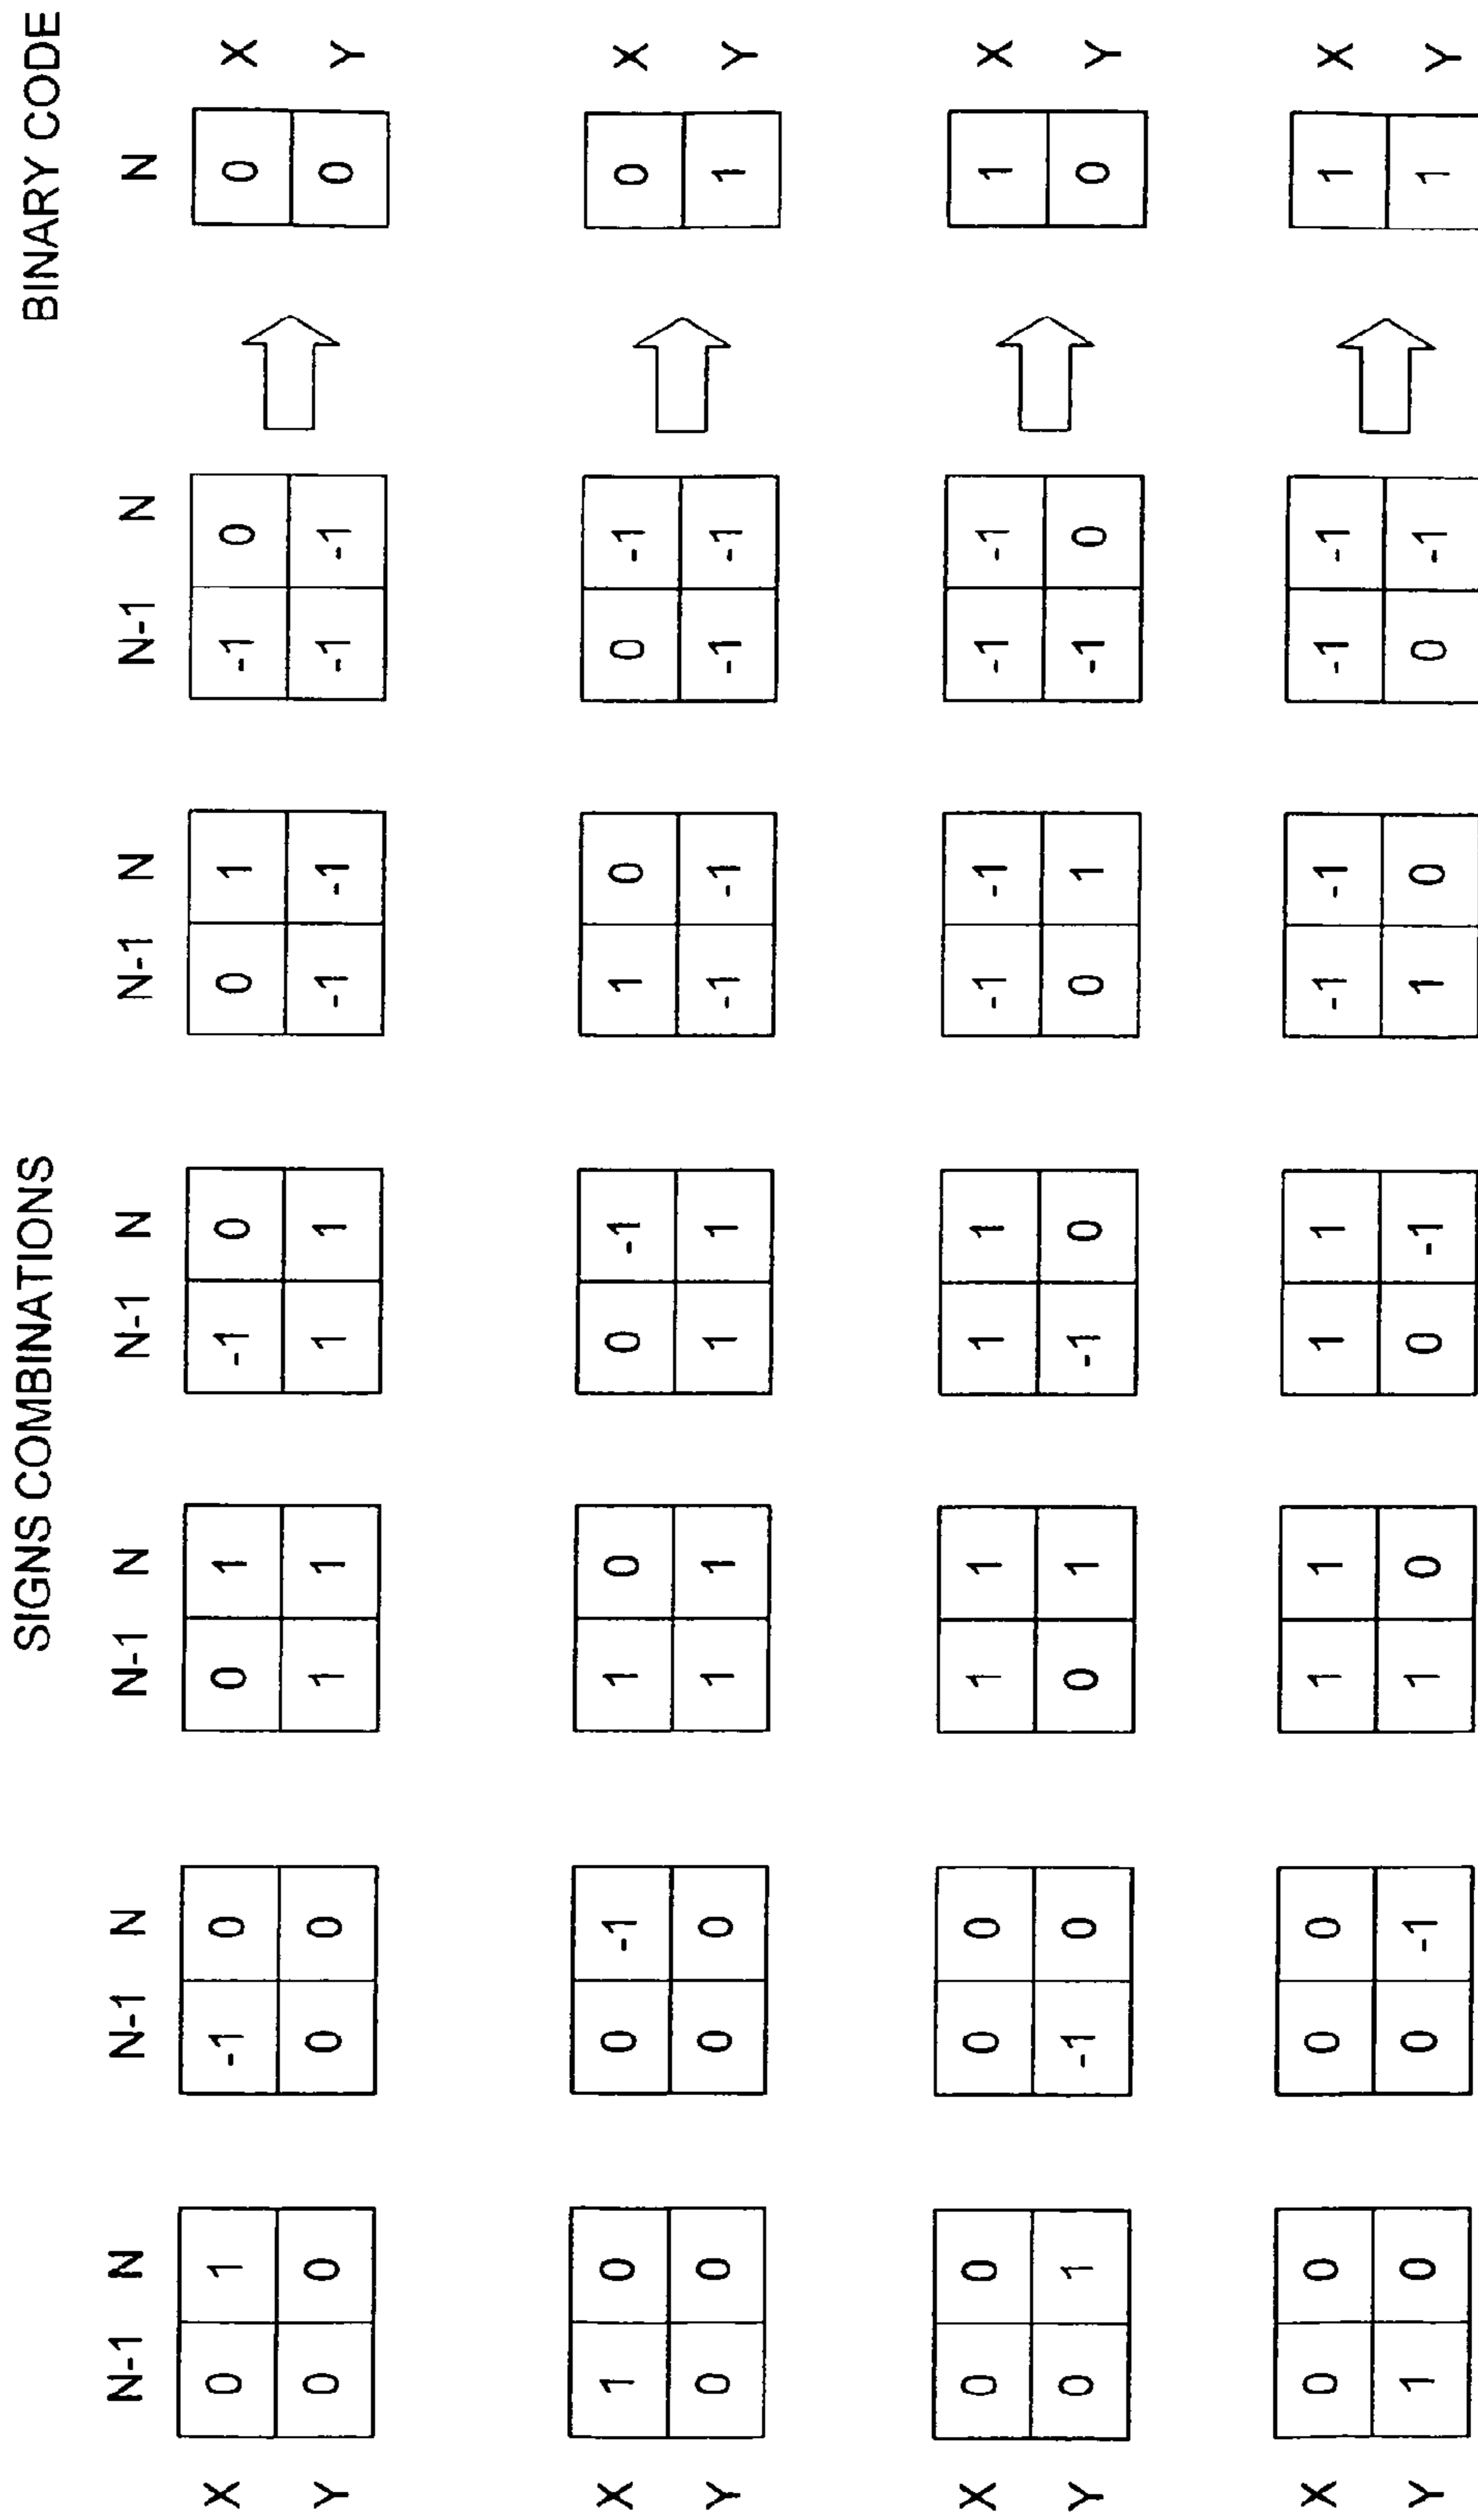 SIGNS COMBINATIONS BINARY CODE
N-1 N N-1 N N-1 N N-1 N N-1 N N-1 N N
X 0 1 -1 0 0 1 -1 0 0 1 -1 0 0 X
Y 0 0 0 0 1 1 1 1 -1 -1 -1 -1 0 Y
X 1 0 0 -1 1 0 0 -1 1 0 0 -1 0 X
Y 0 0 0 0 1 1 1 1 -1 -1 -1 -1 1 Y
X 0 0 0 0 1 1 1 1 -1 -1 -1 -1 1 X
Y 0 1 -1 0 0 1 -1 0 0 1 -1 0 0 Y
X 0 0 0 0 1 1 1 1 -1 -1 -1 -1 1 X
Y 1 0 0 -1 1 0 0 -1 1 0 0 -1 1 Y